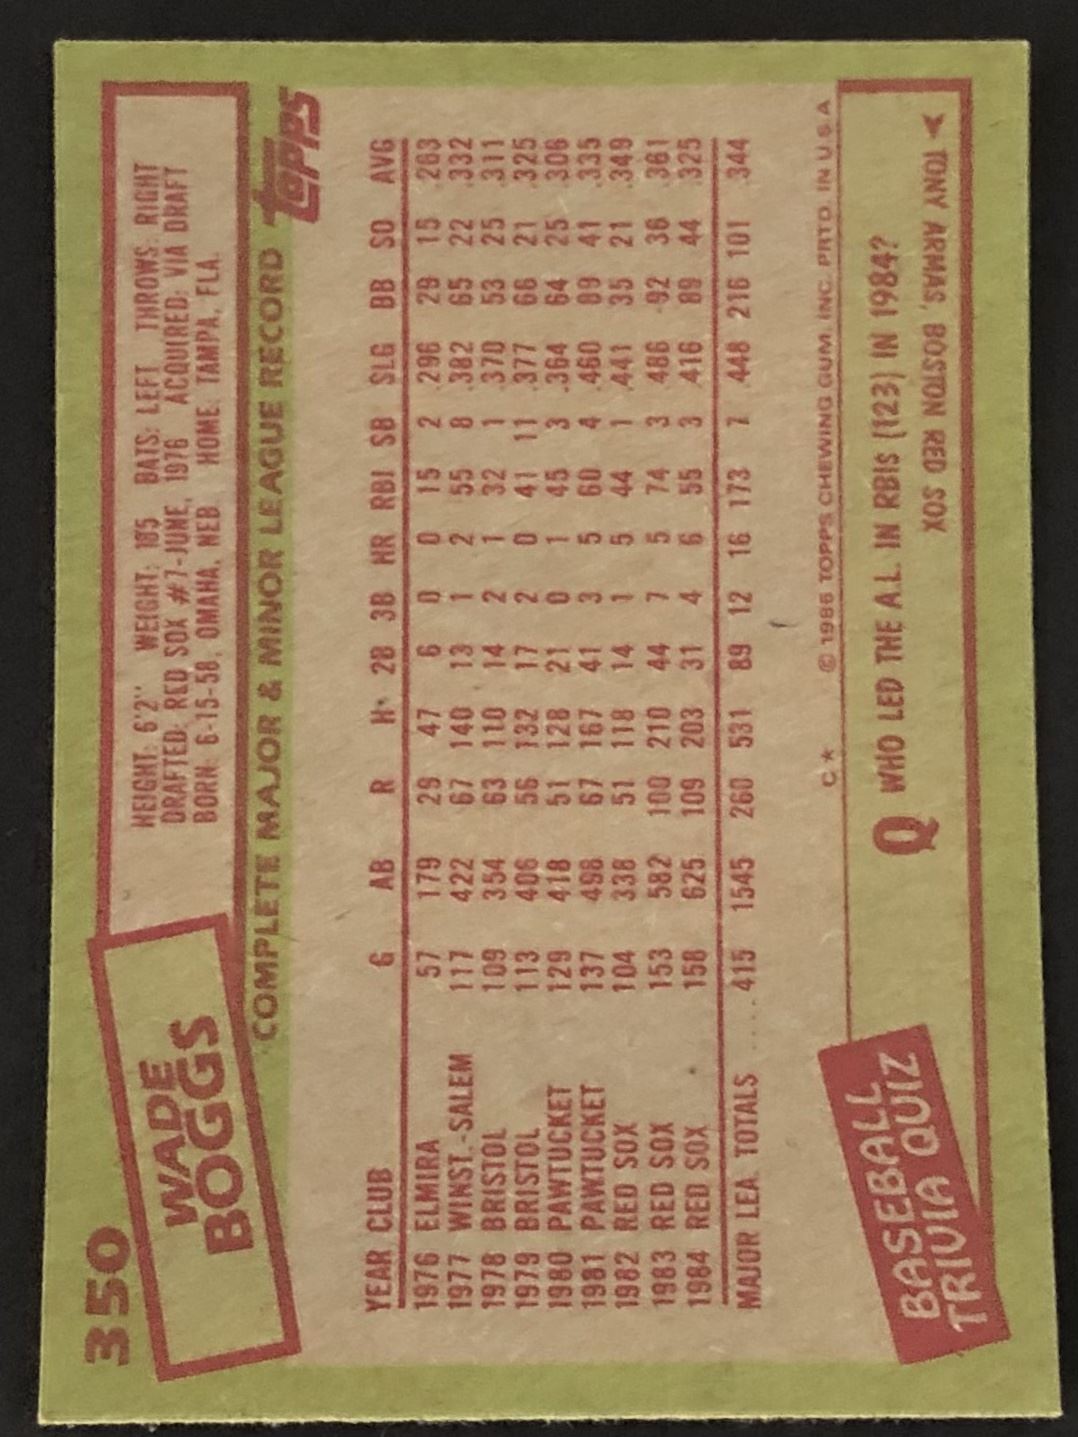 350
WADE
BOGGS
HEIGHT: 6'2" WEIGHT: 185 BATS: LEFT THROWS: RIGHT
DRAFTED: RED SOX #7-JUNE, 1976 ACQUIRED: VIA DRAFT
BORN: 6-15-58, OMAHA, NEB. HOME: TAMPA, FLA.
COMPLETE MAJOR & MINOR LEAGUE RECORD topps
YEAR CLUB G AB R H 2B 3B HR RBI SB SLG BB SO AVG
1976 ELMIRA 57 179 29 47 6 0 0 15 2 .296 29 15 .263
1977 WINST.-SALEM 117 422 67 140 13 1 2 55 8 .382 65 22 .332
1978 BRISTOL 109 354 63 110 14 2 1 32 1 .370 53 25 .311
1979 BRISTOL 113 406 56 132 17 2 0 41 11 .377 66 21 .325
1980 PAWTUCKET 129 418 51 128 21 0 1 45 3 .364 64 25 .306
1981 PAWTUCKET 137 498 67 167 41 3 5 60 4 .460 89 41 .335
1982 RED SOX 104 338 51 118 14 1 5 44 1 .441 35 21 .349
1983 RED SOX 153 582 100 210 44 7 5 74 3 .486 92 36 .361
1984 RED SOX 158 625 109 203 31 4 6 55 3 .416 89 44 .325
MAJOR LEA. TOTALS .... 415 1545 260 531 89 12 16 173 7 .448 216 101 .344
C* © 1985 TOPPS CHEWING GUM, INC. PRTD. IN U.S.A.
BASEBALL
TRIVIA QUIZ
Q WHO LED THE A.L. IN RBIS (123) IN 1984?
TONY ARMAS, BOSTON RED SOX